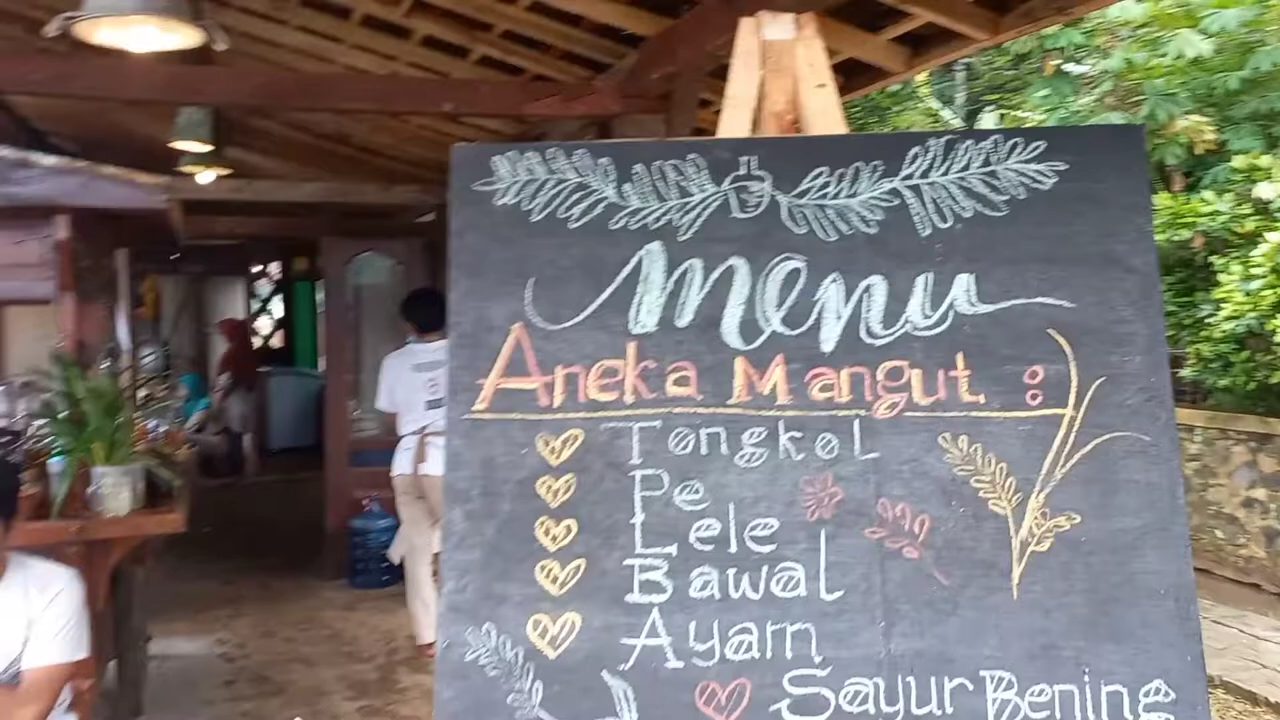 Menu
Aneka Mangut :
Tongkol
Pe
Lele
Bawal
Ayam
Sayur Bening